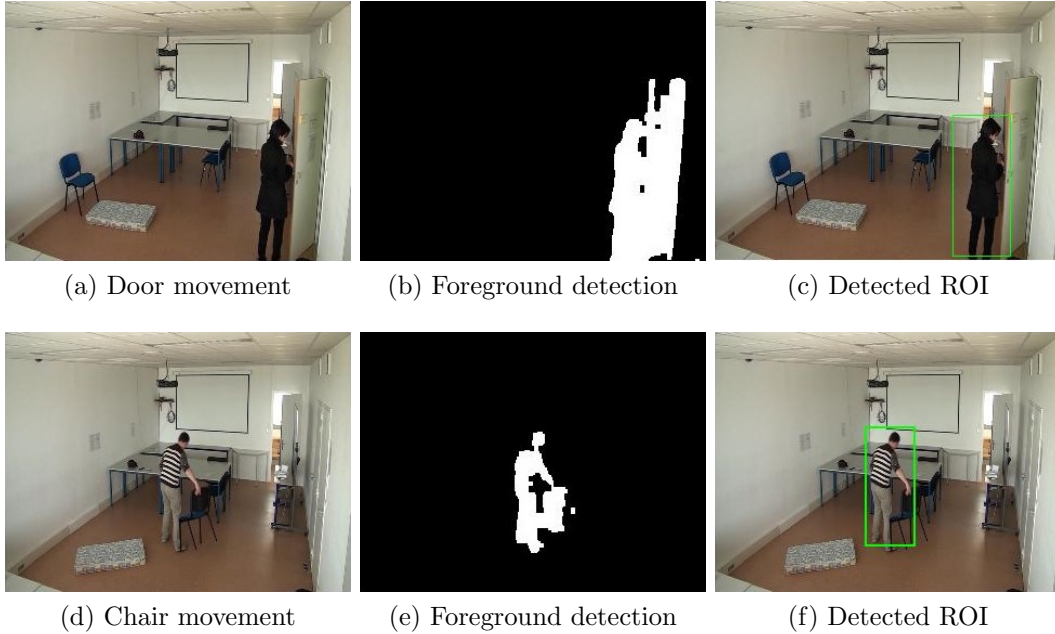 (a) Door movement
(b) Foreground detection
(c) Detected ROI
(d) Chair movement
(e) Foreground detection
(f) Detected ROI